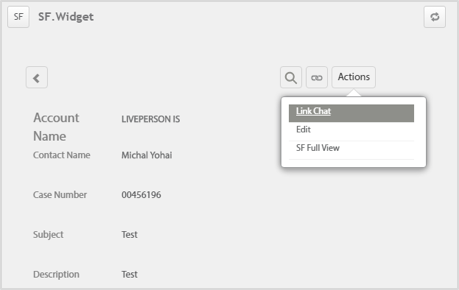 SF SF.Widget
Actions
Link Chat
Edit
SF Full View
Account Name LIVEPERSON IS
Contact Name Michal Yohai
Case Number 00456196
Subject Test
Description Test